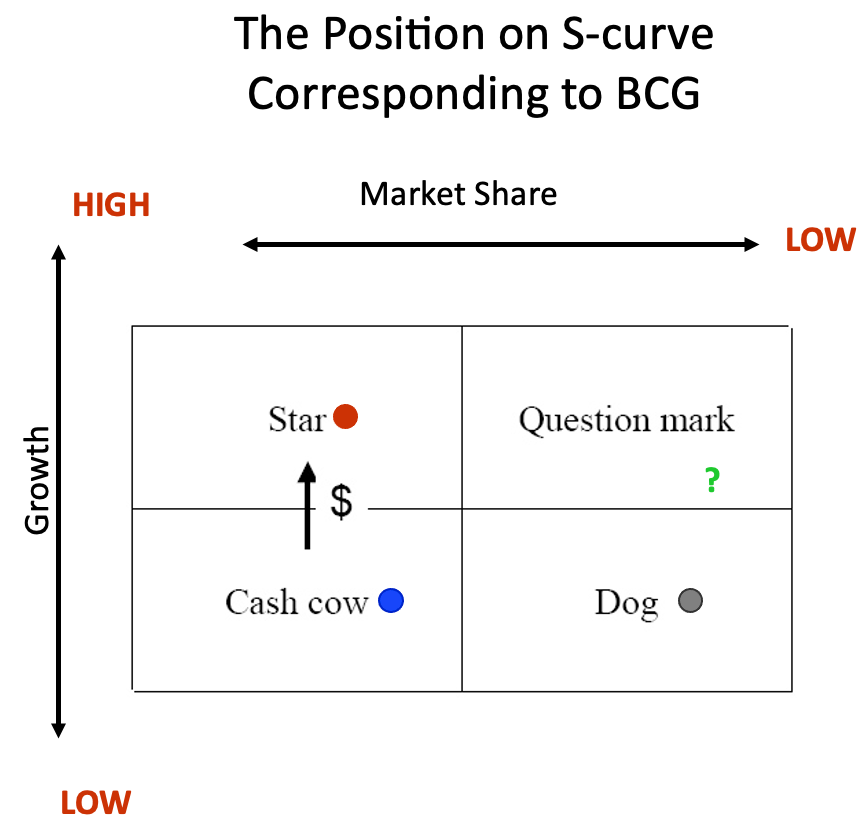 The Position on S-curve
Corresponding to BCG
Market Share
HIGH
LOW
Growth
Star
Question mark
?
$
Cash cow
Dog
LOW